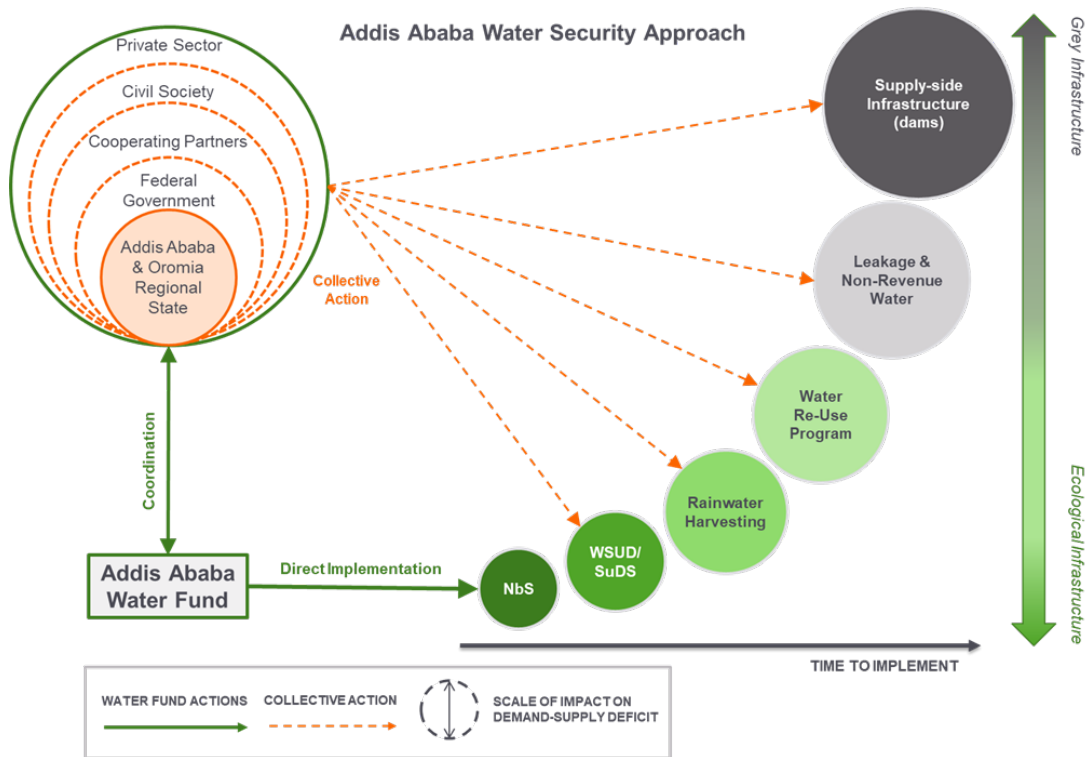 Addis Ababa Water Security Approach
Private Sector
Civil Society
Cooperating Partners
Federal
Government
Addis Ababa
& Oromia
Regional
State
Collective
Action
Coordination
Addis Ababa
Water Fund
Direct Implementation
NbS
WSUD/
SuDS
Rainwater
Harvesting
Water
Re-Use
Program
Leakage &
Non-Revenue
Water
Supply-side
Infrastructure
(dams)
Grey Infrastructure
Ecological Infrastructure
TIME TO IMPLEMENT
WATER FUND ACTIONS
COLLECTIVE ACTION
SCALE OF IMPACT ON
DEMAND-SUPPLY DEFICIT